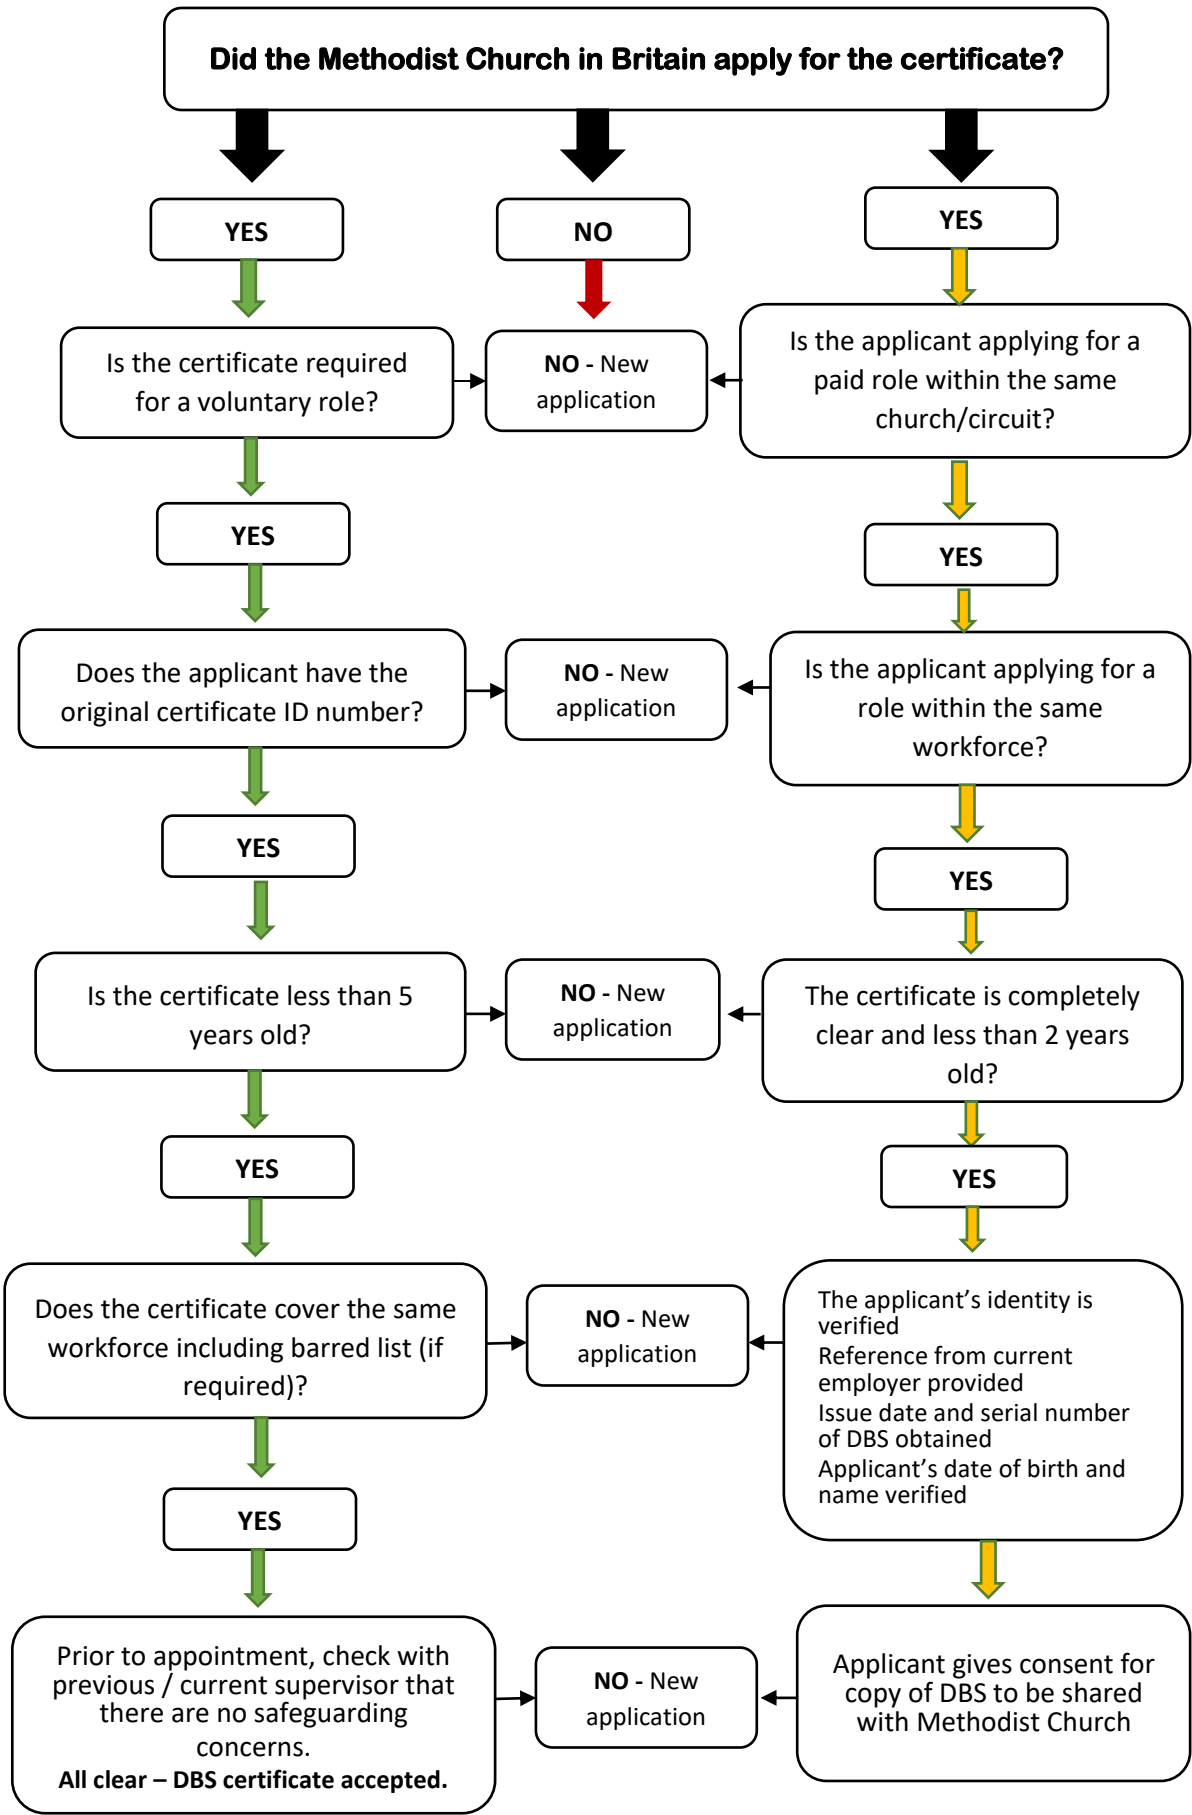 Did the Methodist Church in Britain apply for the certificate?
YES
NO
YES
Is the certificate required
for a voluntary role?
NO - New
application
Is the applicant applying for a
paid role within the same
church/circuit?
YES
YES
Does the applicant have the
original certificate ID number?
NO - New
application
Is the applicant applying for a
role within the same
workforce?
YES
YES
Is the certificate less than 5
years old?
NO - New
application
The certificate is completely
clear and less than 2 years
old?
YES
YES
Does the certificate cover the same
workforce including barred list (if
required)?
NO - New
application
The applicant’s identity is
verified
Reference from current
employer provided
Issue date and serial number
of DBS obtained
Applicant’s date of birth and
name verified
YES
Prior to appointment, check with
previous / current supervisor that
there are no safeguarding
concerns.
All clear – DBS certificate accepted.
NO - New
application
Applicant gives consent for
copy of DBS to be shared
with Methodist Church